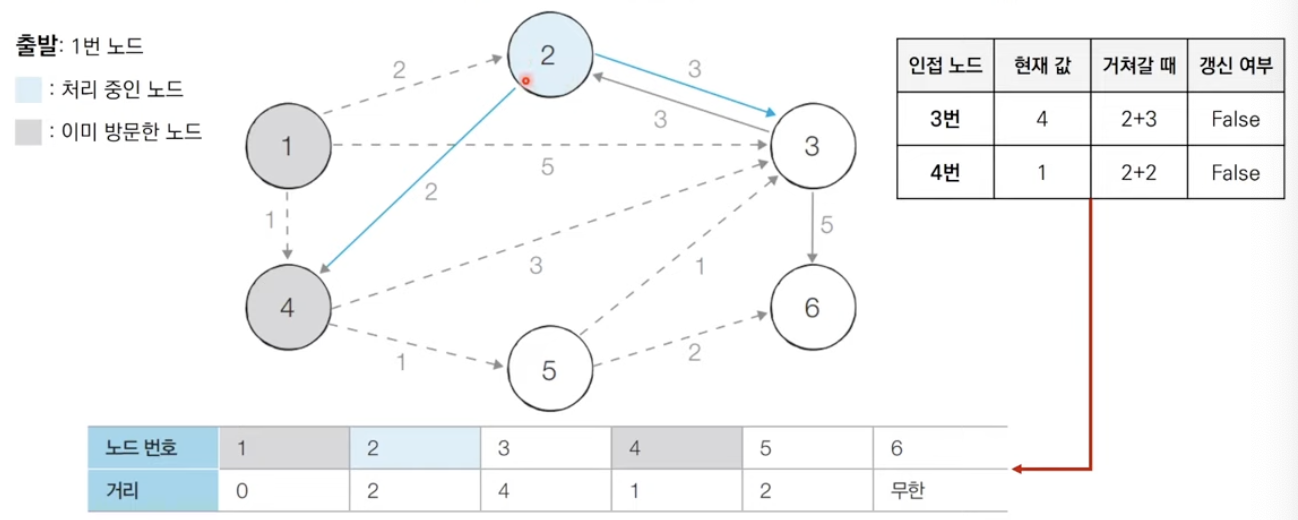 출발: 1번 노드
: 처리 중인 노드
: 이미 방문한 노드
2
2
3
3
1
5
3
2
1
5
4
3
1
6
1
5
2
인접 노드 현재 값 거쳐갈 때 갱신 여부
3번 4 2+3 False
4번 1 2+2 False
노드 번호 1 2 3 4 5 6
거리 0 2 4 1 2 무한